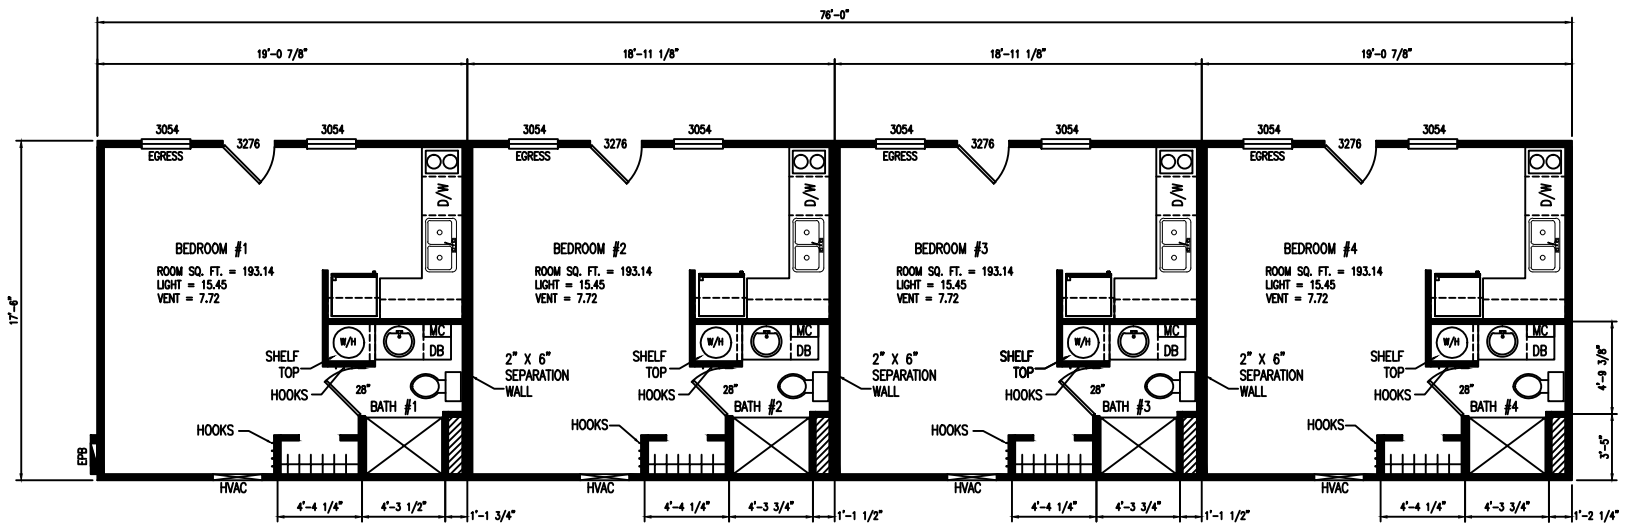 76'-0"
19'-0 7/8" 18'-11 1/8" 18'-11 1/8" 19'-0 7/8"
3054 3276 3054 3054 3276 3054 3054 3276 3054 3054 3276 3054
EGRESS EGRESS EGRESS EGRESS
D/W D/W D/W D/W
17'-6"
BEDROOM #1
ROOM SQ. FT. = 193.14
LIGHT = 15.45
VENT = 7.72
BEDROOM #2
ROOM SQ. FT. = 193.14
LIGHT = 15.45
VENT = 7.72
BEDROOM #3
ROOM SQ. FT. = 193.14
LIGHT = 15.45
VENT = 7.72
BEDROOM #4
ROOM SQ. FT. = 193.14
LIGHT = 15.45
VENT = 7.72
W/H MC
DB
SHELF
TOP
HOOKS
28"
BATH #1
HOOKS
2" X 6"
SEPARATION
WALL
W/H MC
DB
SHELF
TOP
HOOKS
28"
BATH #2
HOOKS
2" X 6"
SEPARATION
WALL
W/H MC
DB
SHELF
TOP
HOOKS
28"
BATH #3
HOOKS
2" X 6"
SEPARATION
WALL
W/H MC
DB
SHELF
TOP
HOOKS
28"
BATH #4
HOOKS
4'-9 3/8"
3'-5"
EPB
HVAC HVAC HVAC HVAC
4'-4 1/4" 4'-3 1/2" 1'-1 3/4" 4'-4 1/4" 4'-3 3/4" 1'-1 1/2" 4'-4 1/4" 4'-3 3/4" 1'-1 1/2" 4'-4 1/4" 4'-3 3/4" 1'-2 1/4"